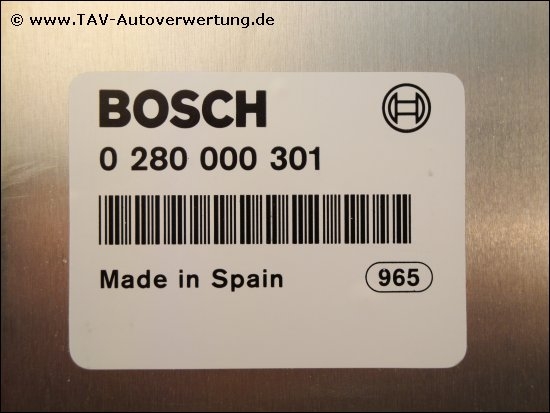 © www.TAV-Autoverwertung.de
BOSCH
0 280 000 301
Made in Spain 965